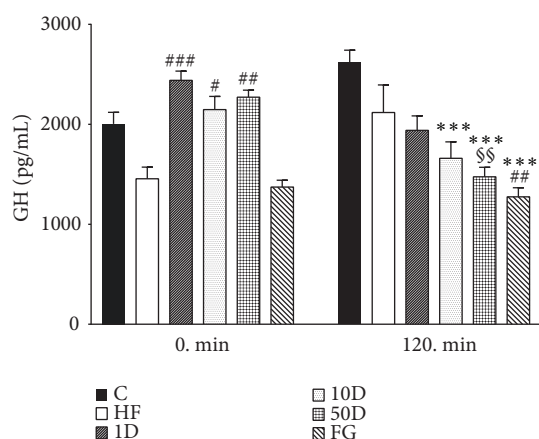 3000
2000
1000
0
GH (pg/mL)
###
#
##
***
***
§§
***
##
0. min
120. min
C
HF
1D
10D
50D
FG